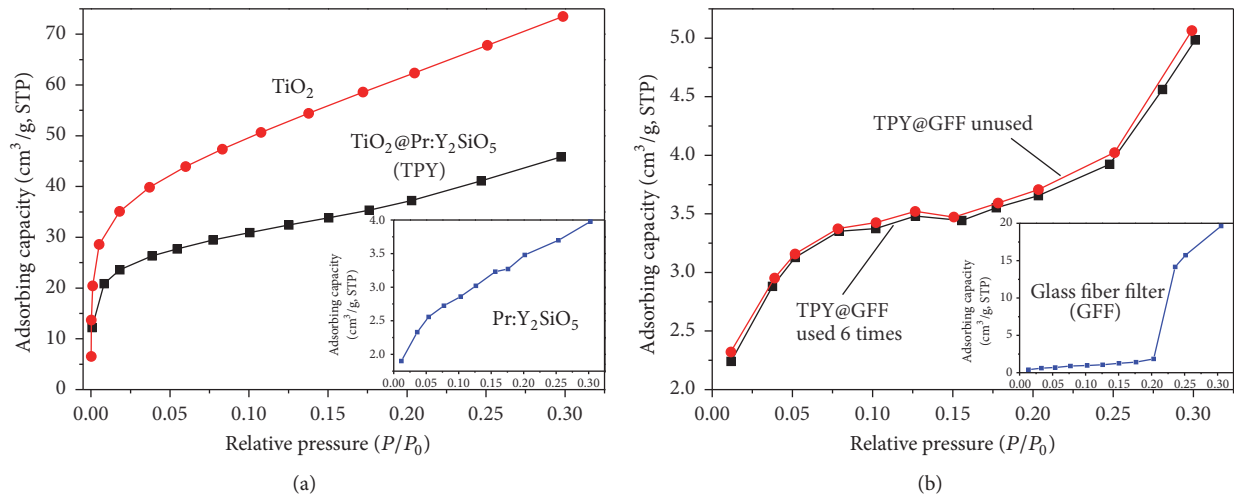 70
60
50
40
30
20
10
0
Adsorbing capacity (cm³/g, STP)
TiO₂
TiO₂@Pr:Y₂SiO₅
(TPY)
4.0
3.5
3.0
2.5
2.0
Adsorbing capacity
(cm³/g, STP)
Pr:Y₂SiO₅
0.00 0.05 0.10 0.15 0.20 0.25 0.30
0.00 0.05 0.10 0.15 0.20 0.25 0.30
Relative pressure (P/P₀)
(a)
5.0
4.5
4.0
3.5
3.0
2.5
2.0
Adsorbing capacity (cm³/g, STP)
TPY@GFF unused
TPY@GFF
used 6 times
20
15
10
5
0
Adsorbing capacity
(cm³/g, STP)
Glass fiber filter
(GFF)
0.00 0.05 0.10 0.15 0.20 0.25 0.30
0.00 0.05 0.10 0.15 0.20 0.25 0.30
Relative pressure (P/P₀)
(b)